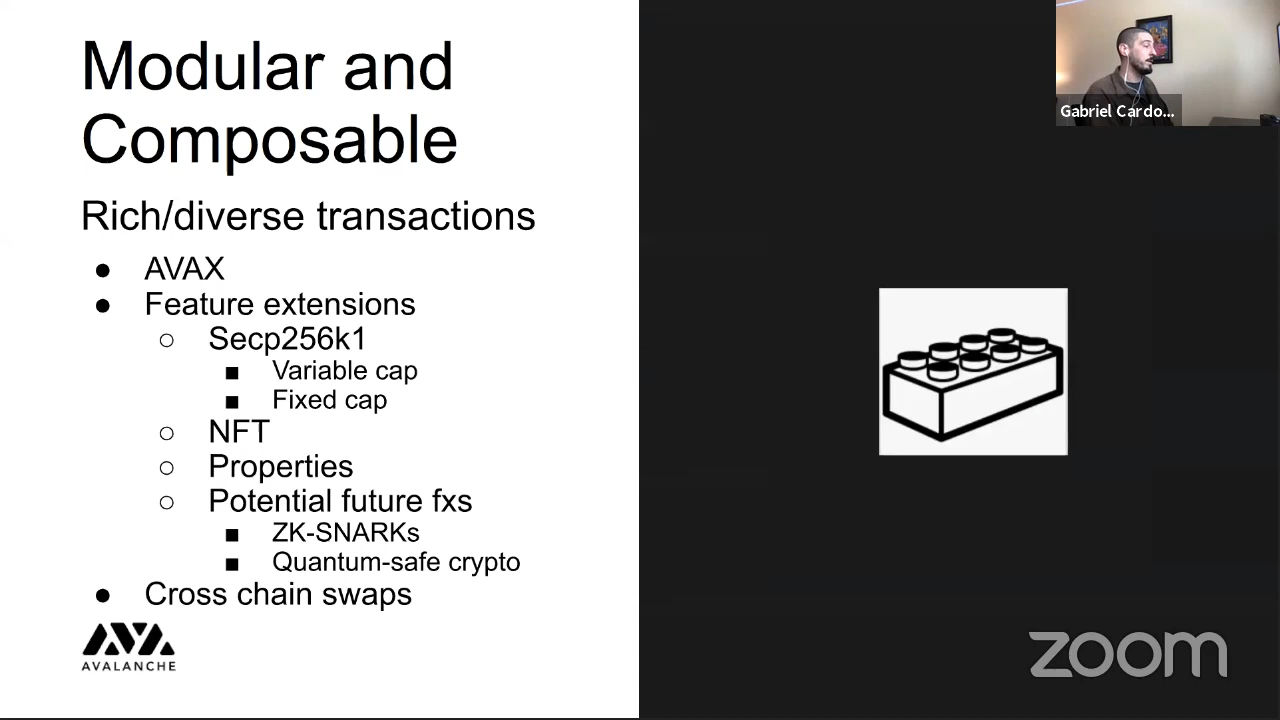 Modular and
Composable
Rich/diverse transactions
● AVAX
● Feature extensions
○ Secp256k1
■ Variable cap
■ Fixed cap
○ NFT
○ Properties
○ Potential future fxs
■ ZK-SNARKs
■ Quantum-safe crypto
● Cross chain swaps
AVALANCHE
Gabriel Cardo...
zoom